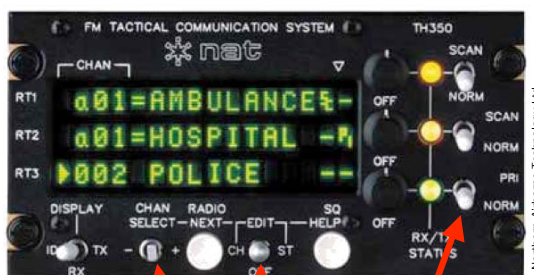 FM TACTICAL COMMUNICATION SYSTEM TH350
nat
SCAN
CHAN
RT1 a01=AMBULANCE
OFF NORM
RT2 a01=HOSPITAL
SCAN
OFF NORM
RT3 002 POLICE
PRI
OFF NORM
DISPLAY CHAN SELECT RADIO NEXT EDIT SQ HELP
ID TX - + CH ST
RX OFF
RX/TX STATUS